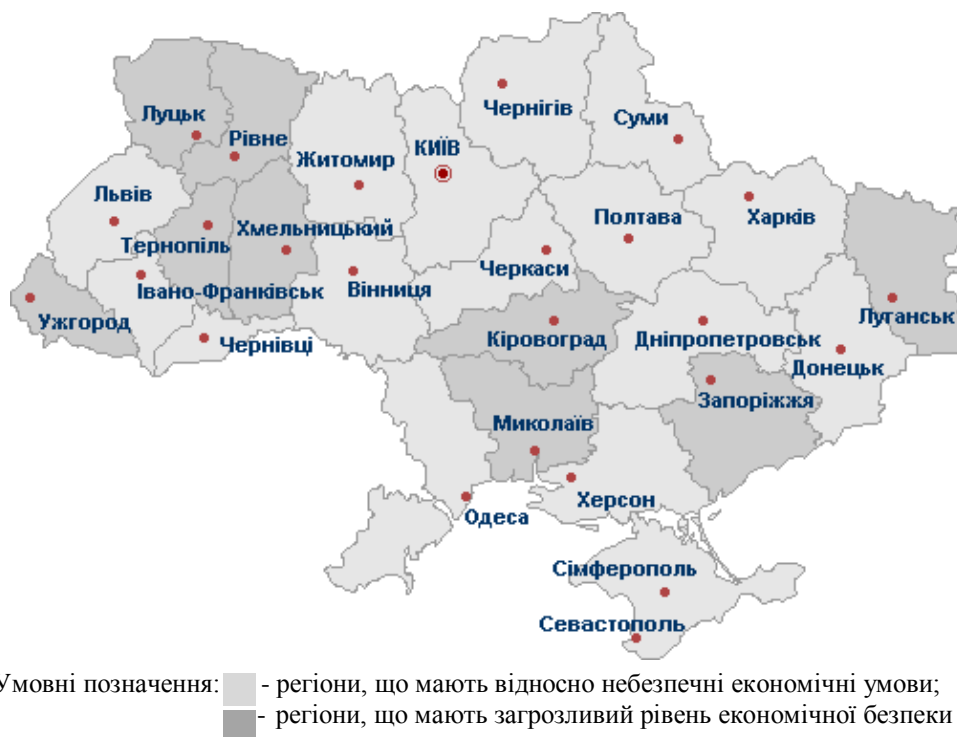 Чернігів
Суми
Луцьк
Рівне
Житомир
КИЇВ
Львів
Полтава
Харків
Хмельницький
Тернопіль
Черкаси
Івано-Франківськ
Вінниця
Ужгород
Луганськ
Чернівці
Кіровоград
Дніпропетровськ
Донецьк
Запоріжжя
Миколаїв
Херсон
Одеса
Сімферополь
Севастополь
Умовні позначення: - регіони, що мають відносно небезпечні економічні умови;
- регіони, що мають загрозливий рівень економічної безпеки